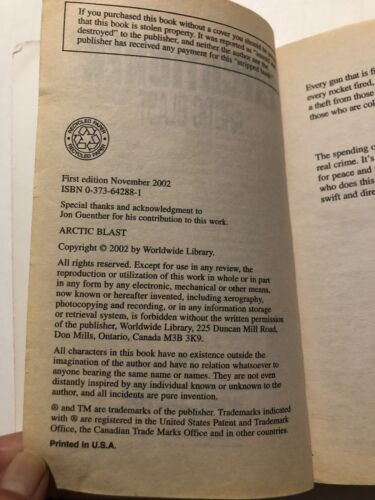 If you purchased this book without a cover you should be
that this book is stolen property. It was reported as
destroyed" to the publisher, and neither the author nor the
publisher has received any payment for this "stripped book."
RECYCLED PAPER
RECYCLED PAPER
First edition November 2002
ISBN 0-373-64288-1
Special thanks and acknowledgment to
Jon Guenther for his contribution to this work.
ARCTIC BLAST
Copyright © 2002 by Worldwide Library.
All rights reserved. Except for use in any review, the
reproduction or utilization of this work in whole or in part
in any form by any electronic, mechanical or other means,
now known or hereafter invented, including xerography,
photocopying and recording, or in any information storage
or retrieval system, is forbidden without the written permission
of the publisher, Worldwide Library, 225 Duncan Mill Road,
Don Mills, Ontario, Canada M3B 3K9.
All characters in this book have no existence outside the
imagination of the author and have no relation whatsoever to
anyone bearing the same name or names. They are not even
distantly inspired by any individual known or unknown to the
author, and all incidents are pure invention.
® and TM are trademarks of the publisher. Trademarks indicated
with ® are registered in the United States Patent and Trademark
Office, the Canadian Trade Marks Office and in other countries.
Printed in U.S.A.
Every gun that is
every rocket fired,
a theft from those
those who are
The spending
real crime. It's
for peace and
who does this
swift and